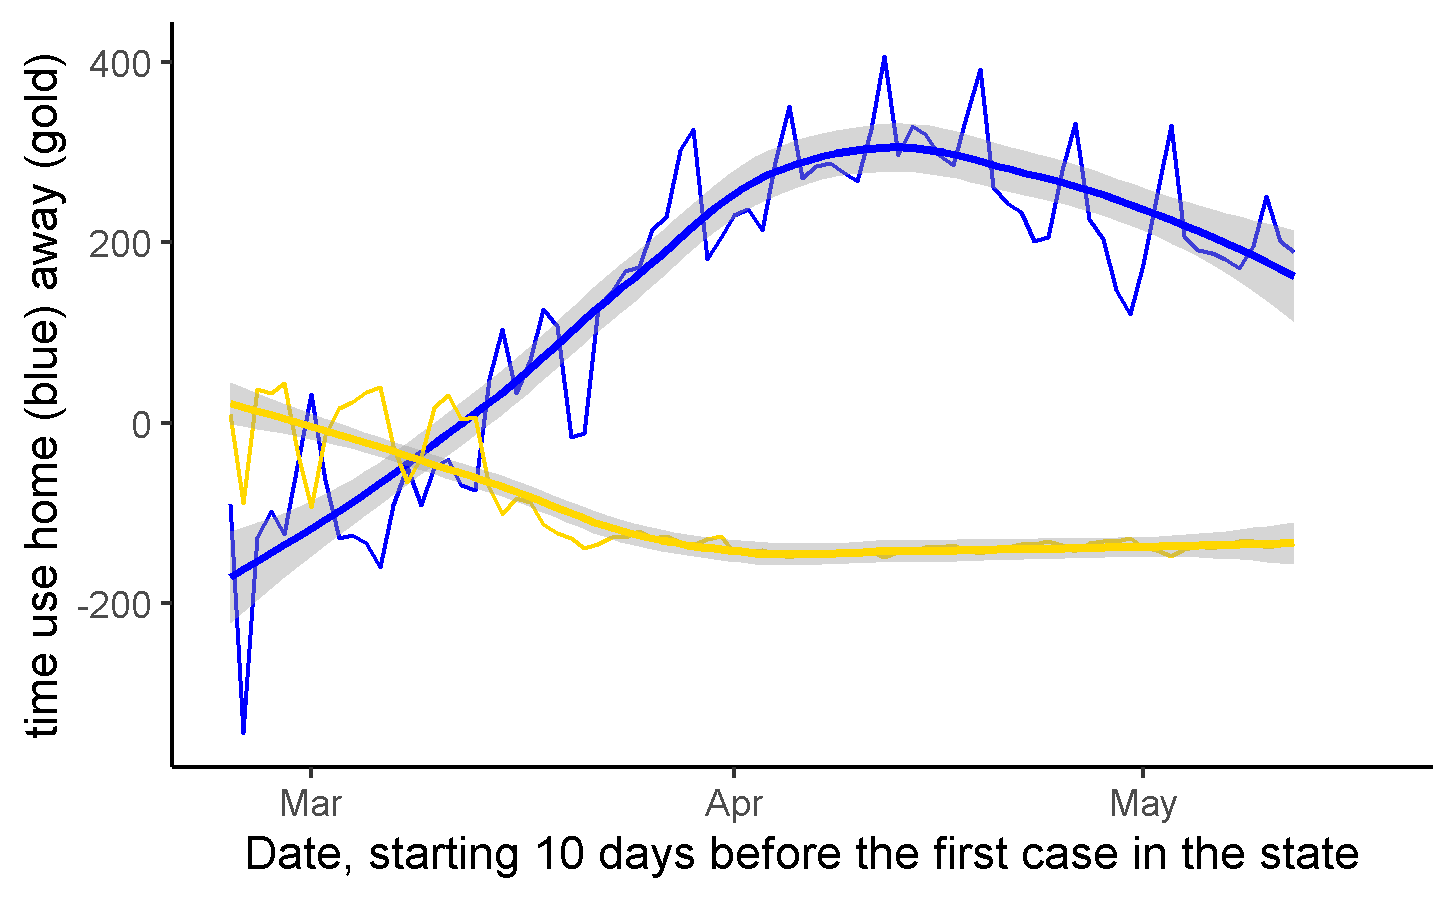 time use home (blue) away (gold)
400
200
0
-200
Mar
Apr
May
Date, starting 10 days before the first case in the state